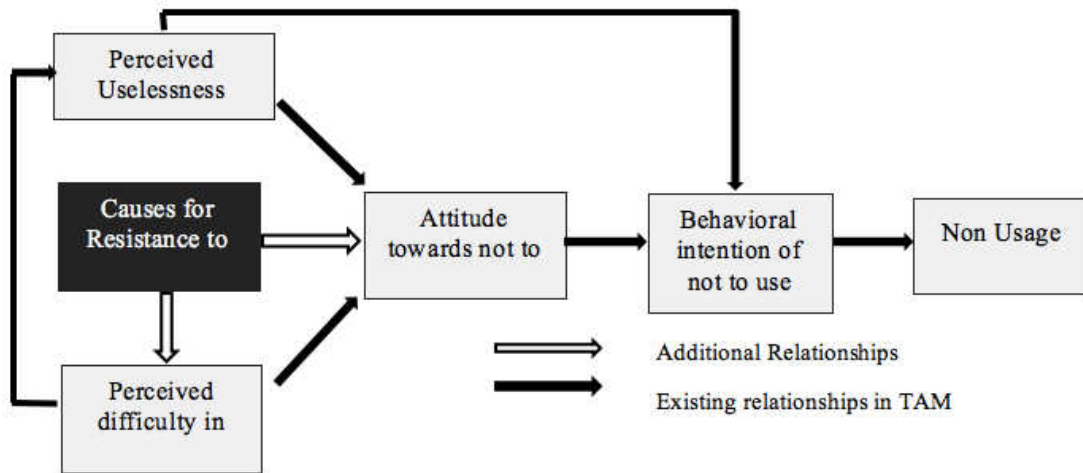 Perceived
Uselessness
Causes for
Resistance to
Attitude
towards not to
Behavioral
intention of
not to use
Non Usage
Perceived
difficulty in
Additional Relationships
Existing relationships in TAM